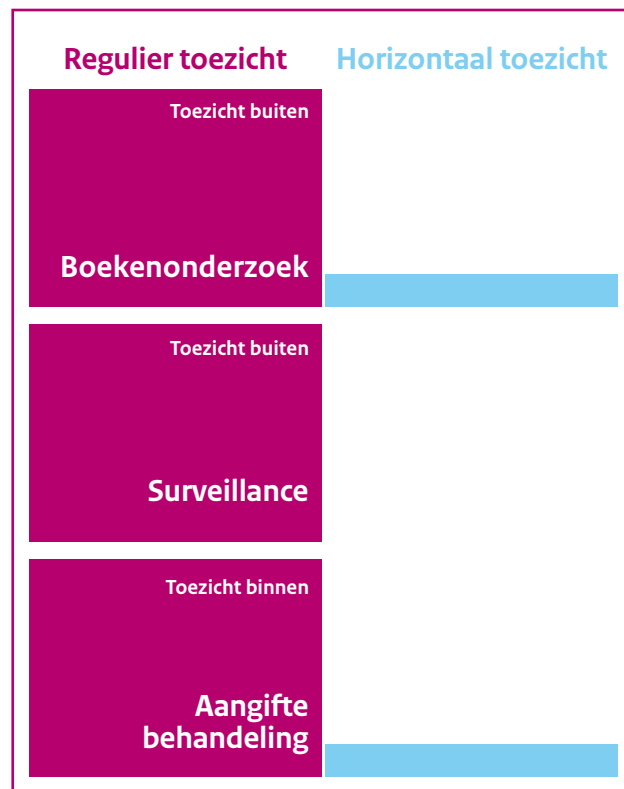 Regulier toezicht
Horizontaal toezicht
Toezicht buiten
Boekenonderzoek
Toezicht buiten
Surveillance
Toezicht binnen
Aangifte
behandeling